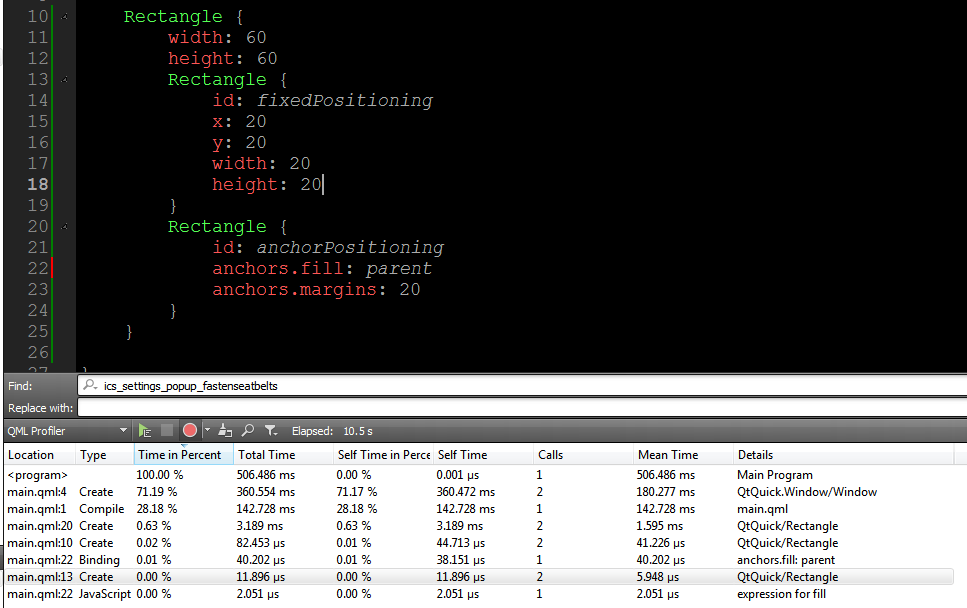 10 Rectangle {
11 width: 60
12 height: 60
13 Rectangle {
14 id: fixedPositioning
15 x: 20
16 y: 20
17 width: 20
18 height: 20
19 }
20 Rectangle {
21 id: anchorPositioning
22 anchors.fill: parent
23 anchors.margins: 20
24 }
25 }
26
27 }
Find: ics_settings_popup_fastenseatbelts
Replace with:
QML Profiler Elapsed: 10.5 s
Location Type Time in Percent Total Time Self Time in Perce Self Time Calls Mean Time Details
<program> 100.00 % 506.486 ms 0.00 % 0.001 µs 1 506.486 ms Main Program
main.qml:4 Create 71.19 % 360.554 ms 71.17 % 360.472 ms 2 180.277 ms QtQuick.Window/Window
main.qml:1 Compile 28.18 % 142.728 ms 28.18 % 142.728 ms 1 142.728 ms main.qml
main.qml:20 Create 0.63 % 3.189 ms 0.63 % 3.189 ms 2 1.595 ms QtQuick/Rectangle
main.qml:10 Create 0.02 % 82.453 µs 0.01 % 44.713 µs 2 41.226 µs QtQuick/Rectangle
main.qml:22 Binding 0.01 % 40.202 µs 0.01 % 38.151 µs 1 40.202 µs anchors.fill: parent
main.qml:13 Create 0.00 % 11.896 µs 0.00 % 11.896 µs 2 5.948 µs QtQuick/Rectangle
main.qml:22 JavaScript 0.00 % 2.051 µs 0.00 % 2.051 µs 1 2.051 µs expression for fill